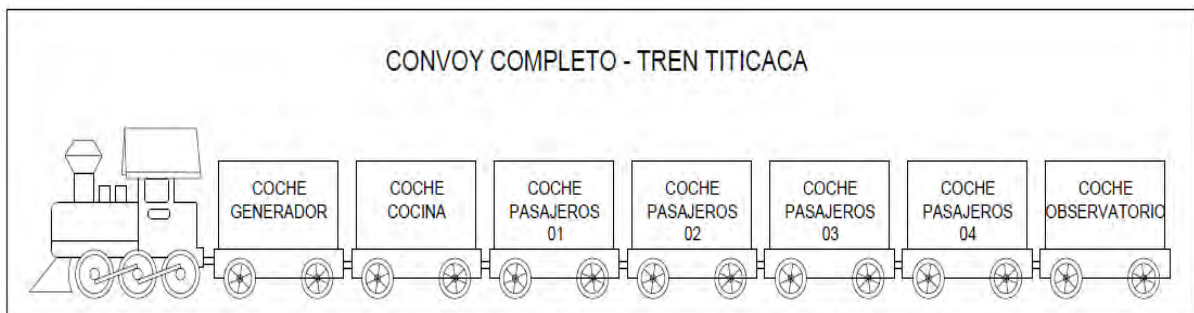 CONVOY COMPLETO - TREN TITICACA
COCHE
GENERADOR
COCHE
COCINA
COCHE
PASAJEROS
01
COCHE
PASAJEROS
02
COCHE
PASAJEROS
03
COCHE
PASAJEROS
04
COCHE
OBSERVATORIO